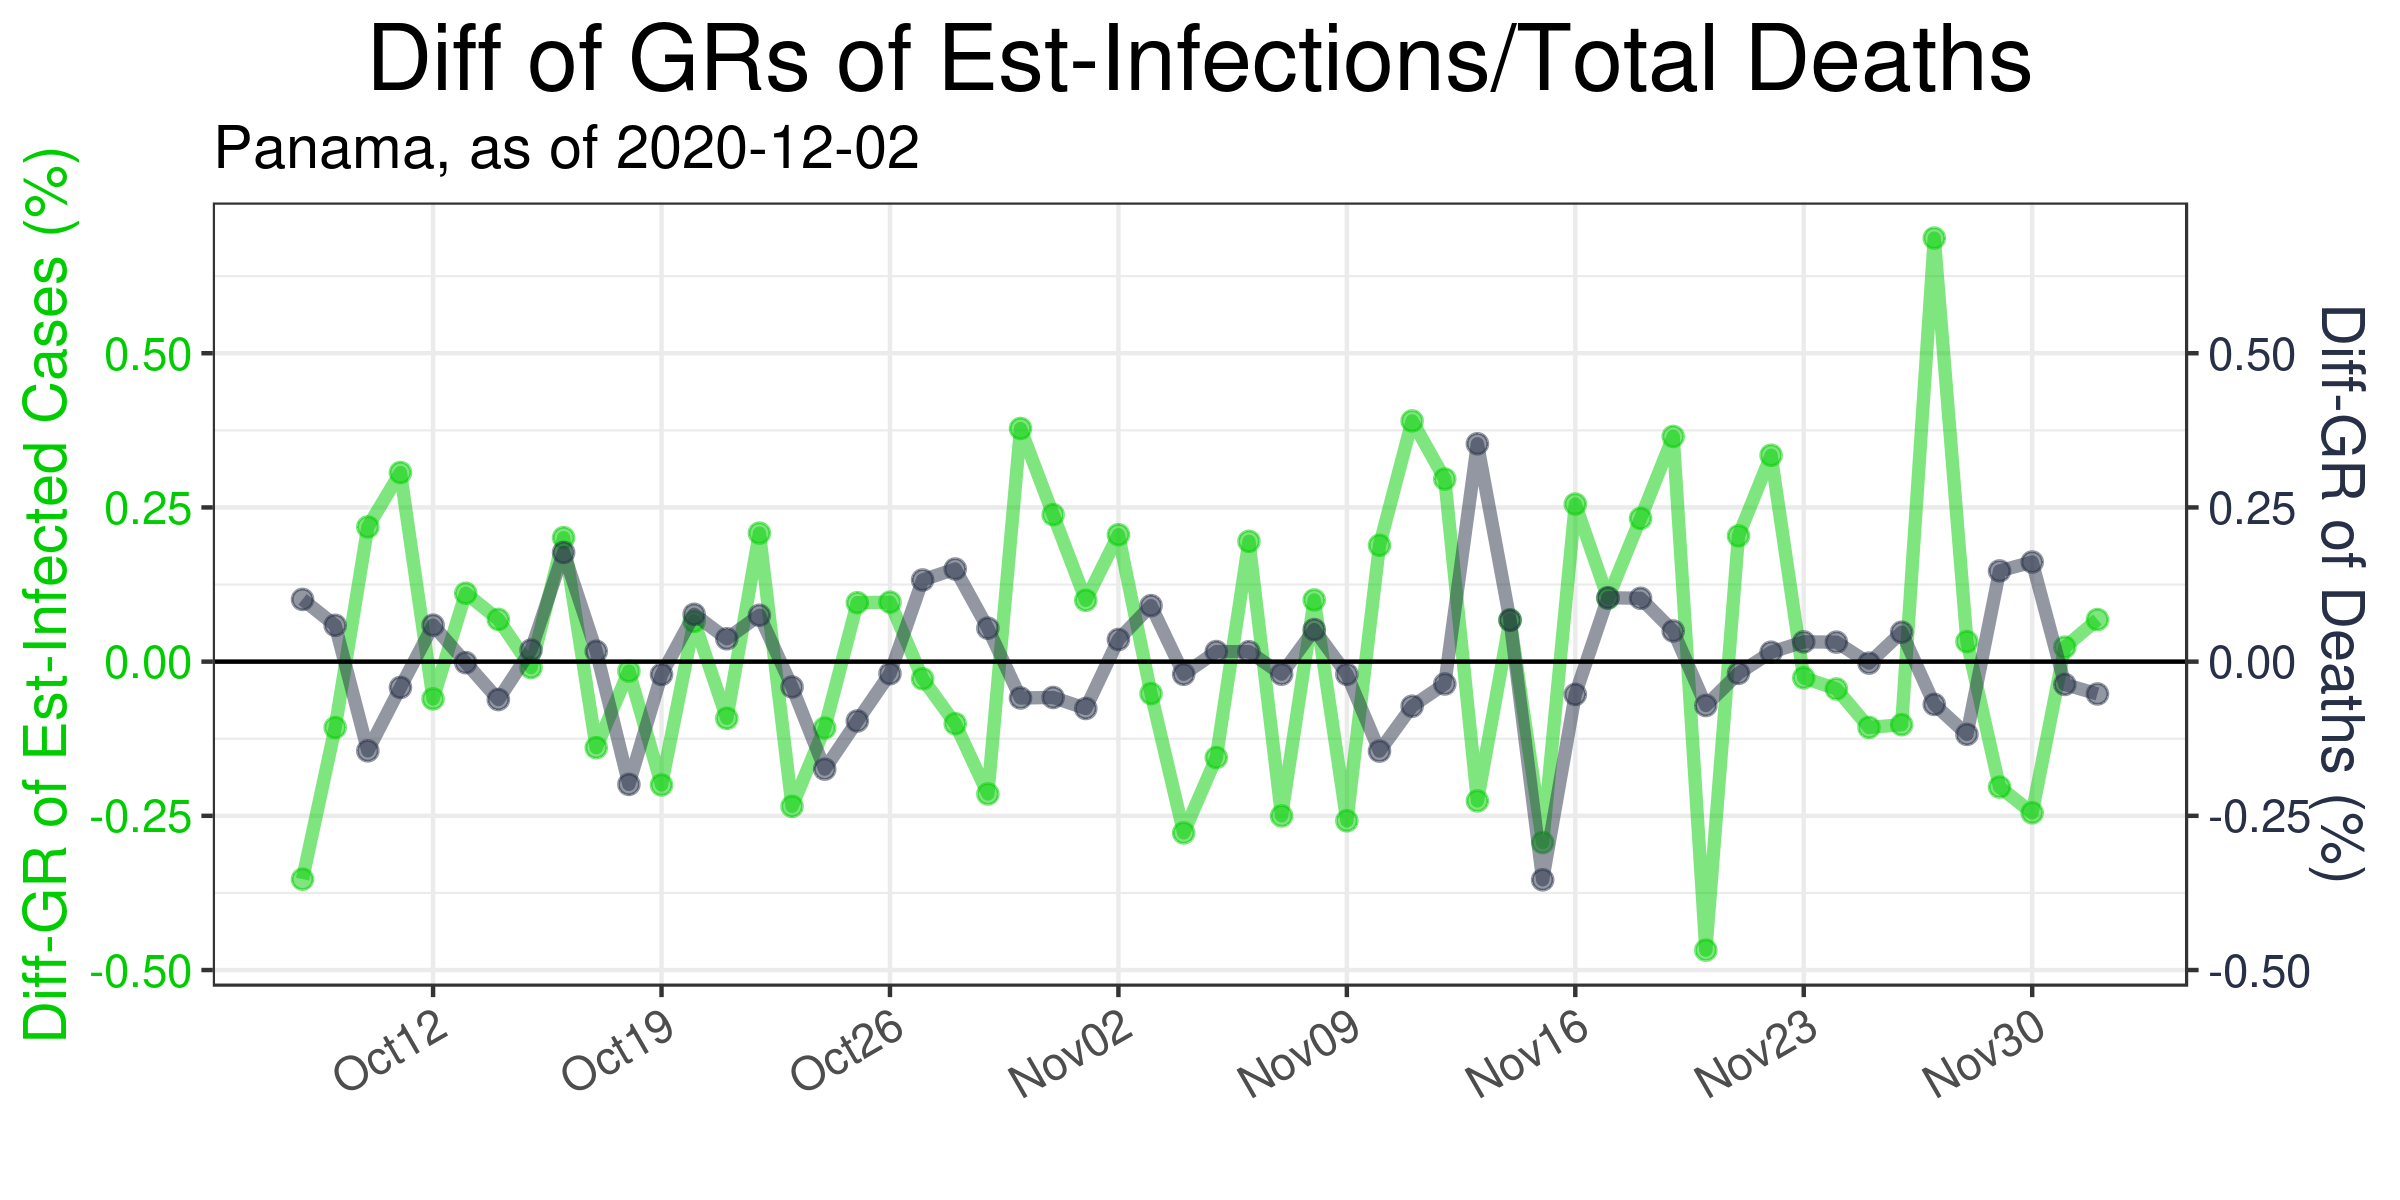 Diff of GRs of Est-Infections/Total Deaths
Panama, as of 2020-12-02
Diff-GR of Est-Infected Cases (%)
0.50
0.25
0.00
-0.25
-0.50
0.50
0.25
0.00
-0.25
-0.50
Diff-GR of Deaths (%)
Oct12
Oct19
Oct26
Nov02
Nov09
Nov16
Nov23
Nov30